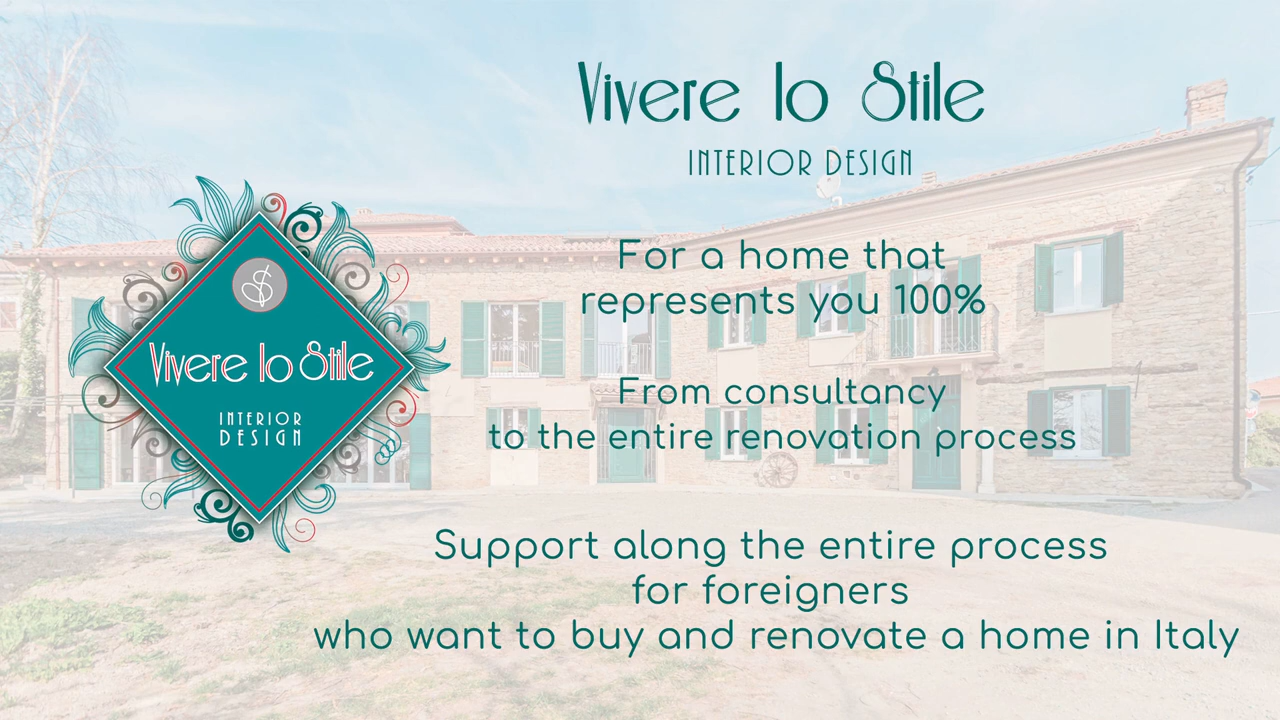 Vivere lo Stile
INTERIOR DESIGN
For a home that
represents you 100%
From consultancy
to the entire renovation process
Support along the entire process
for foreigners
who want to buy and renovate a home in Italy
S
Vivere lo Stile
INTERIOR
DESIGN